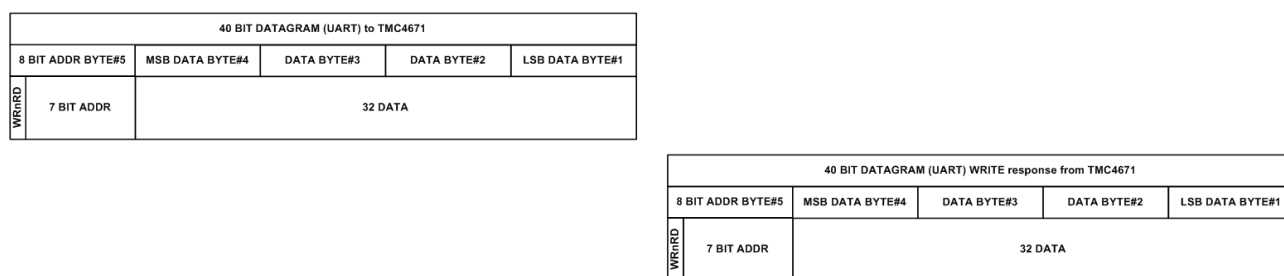 40 BIT DATAGRAM (UART) to TMC4671
8 BIT ADDR BYTE#5 MSB DATA BYTE#4 DATA BYTE#3 DATA BYTE#2 LSB DATA BYTE#1
WRnRD 7 BIT ADDR 32 DATA
40 BIT DATAGRAM (UART) WRITE response from TMC4671
8 BIT ADDR BYTE#5 MSB DATA BYTE#4 DATA BYTE#3 DATA BYTE#2 LSB DATA BYTE#1
WRnRD 7 BIT ADDR 32 DATA